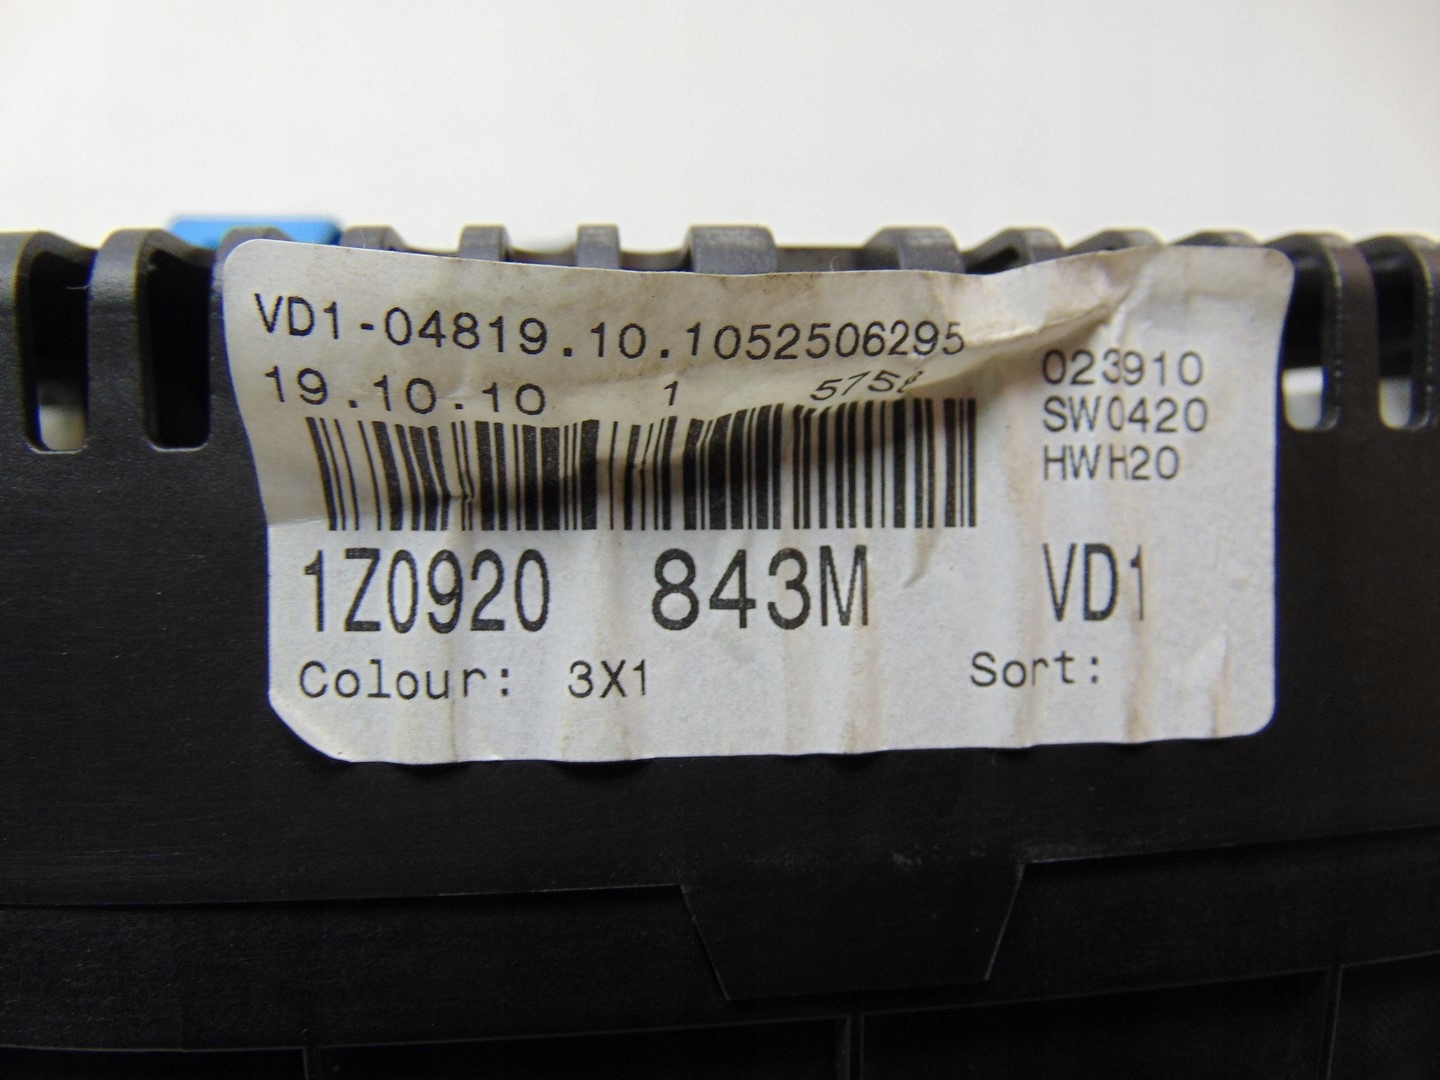 VD1-04819.10.1052506295
19.10.10 1 5758
023910
SW0420
HWH20
1Z0920 843M VD1
Colour: 3X1 Sort: